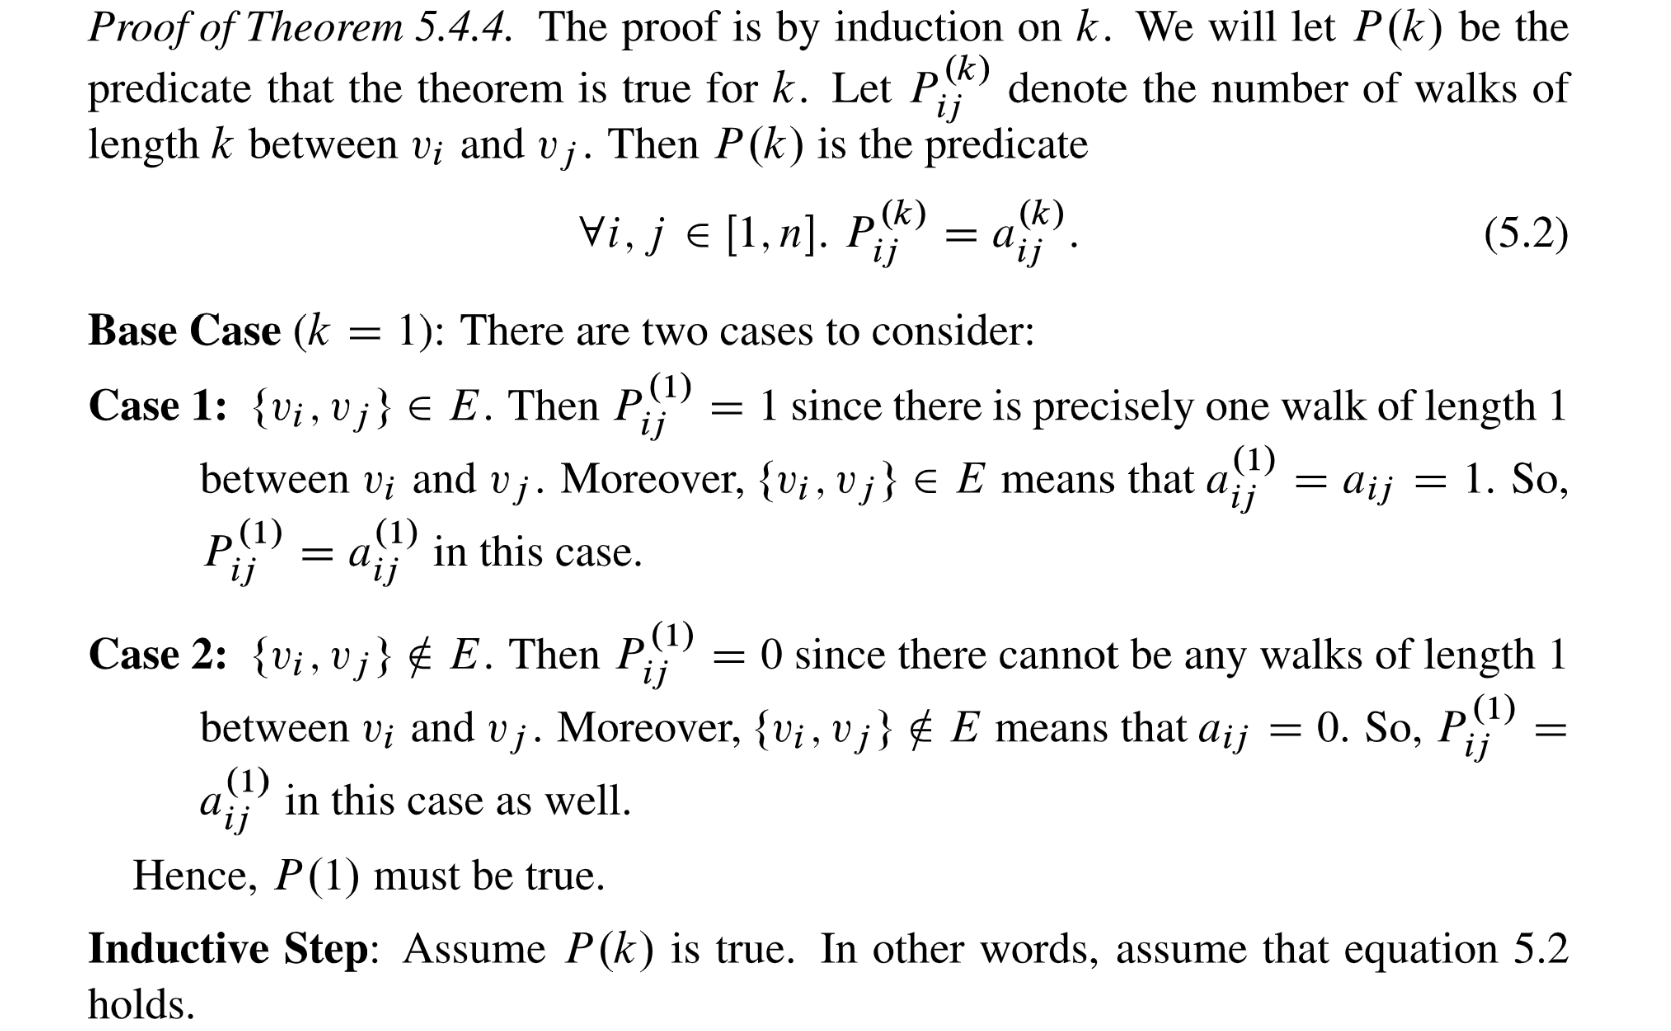 Proof of Theorem 5.4.4. The proof is by induction on k. We will let P(k) be the
predicate that the theorem is true for k. Let P_{ij}^{(k)} denote the number of walks of
length k between v_i and v_j. Then P(k) is the predicate
∀i, j ∈ [1, n]. P_{ij}^{(k)} = a_{ij}^{(k)}. (5.2)
Base Case (k = 1): There are two cases to consider:
Case 1: {v_i, v_j} ∈ E. Then P_{ij}^{(1)} = 1 since there is precisely one walk of length 1
between v_i and v_j. Moreover, {v_i, v_j} ∈ E means that a_{ij}^{(1)} = a_{ij} = 1. So,
P_{ij}^{(1)} = a_{ij}^{(1)} in this case.
Case 2: {v_i, v_j} ∉ E. Then P_{ij}^{(1)} = 0 since there cannot be any walks of length 1
between v_i and v_j. Moreover, {v_i, v_j} ∉ E means that a_{ij} = 0. So, P_{ij}^{(1)} =
a_{ij}^{(1)} in this case as well.
Hence, P(1) must be true.
Inductive Step: Assume P(k) is true. In other words, assume that equation 5.2
holds.